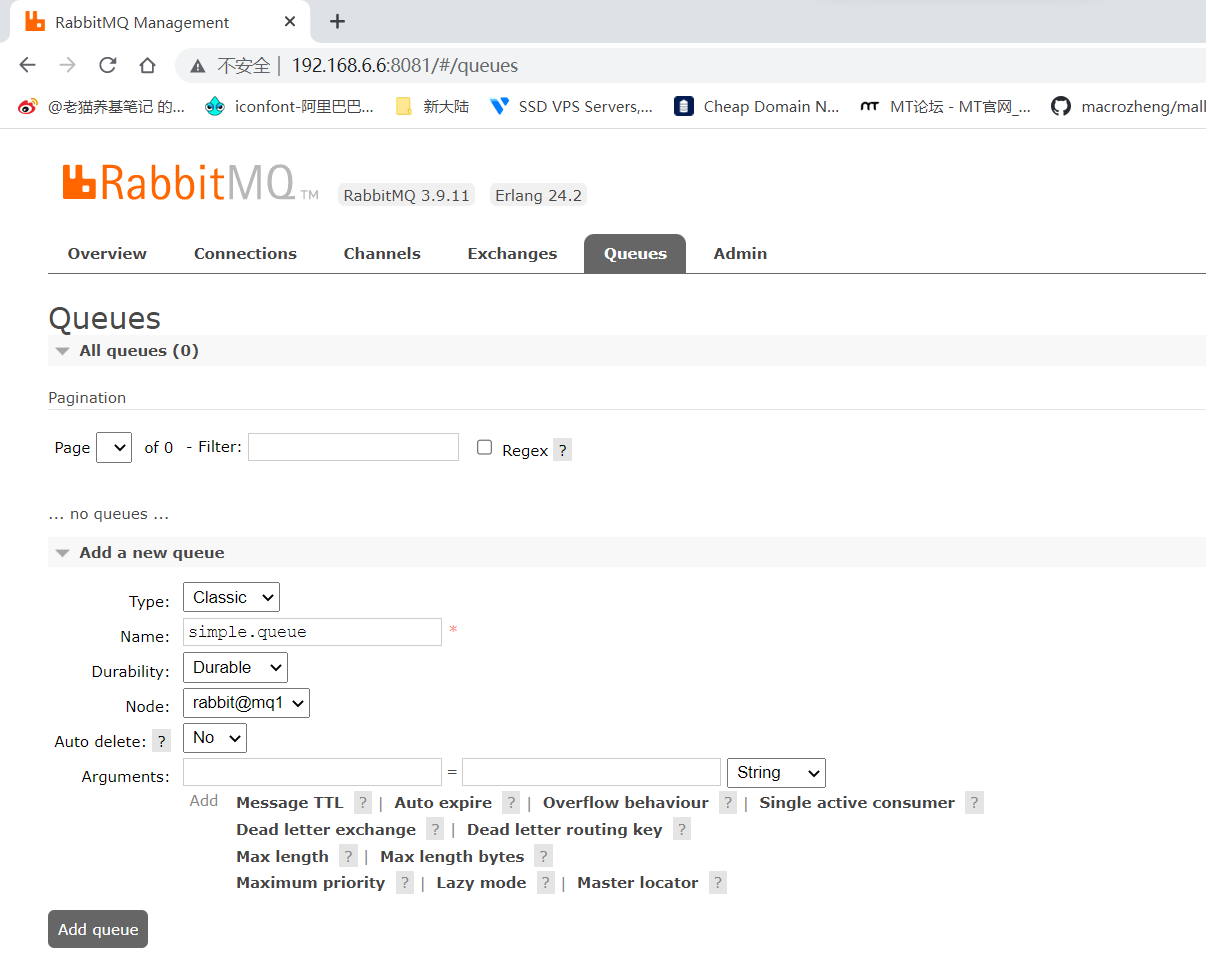 RabbitMQ Management
不安全 | 192.168.6.6:8081/#/queues
@老猫养基笔记 的... iconfont-阿里巴巴... 新大陆 SSD VPS Servers,... Cheap Domain N... MT论坛 - MT官网_... macrozheng/mall
RabbitMQ TM RabbitMQ 3.9.11 Erlang 24.2
Overview Connections Channels Exchanges Queues Admin
Queues
All queues (0)
Pagination
Page of 0 - Filter: Regex ?
... no queues ...
Add a new queue
Type: Classic
Name: simple.queue *
Durability: Durable
Node: rabbit@mq1
Auto delete: ? No
Arguments: = String
Add Message TTL ? | Auto expire ? | Overflow behaviour ? | Single active consumer ?
Dead letter exchange ? | Dead letter routing key ?
Max length ? | Max length bytes ?
Maximum priority ? | Lazy mode ? | Master locator ?
Add queue